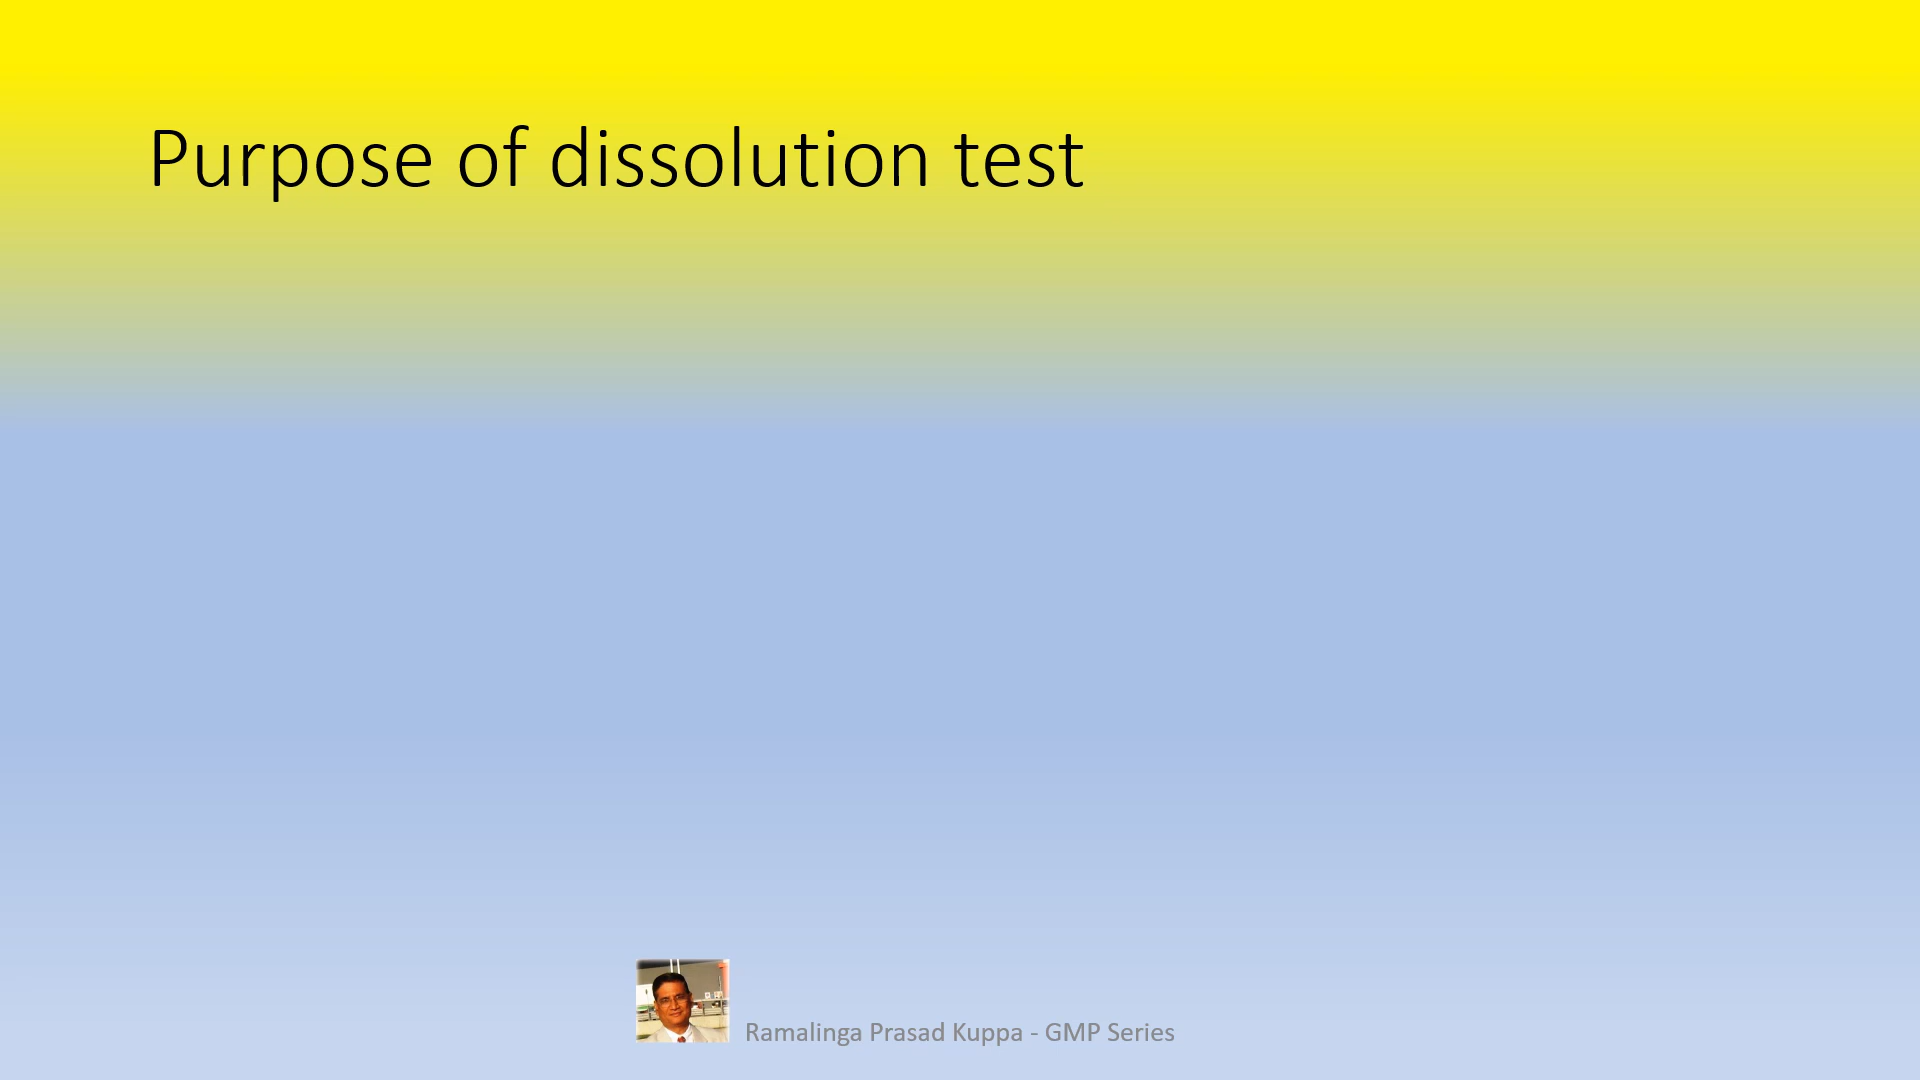 Purpose of dissolution test
Ramalinga Prasad Kuppa - GMP Series